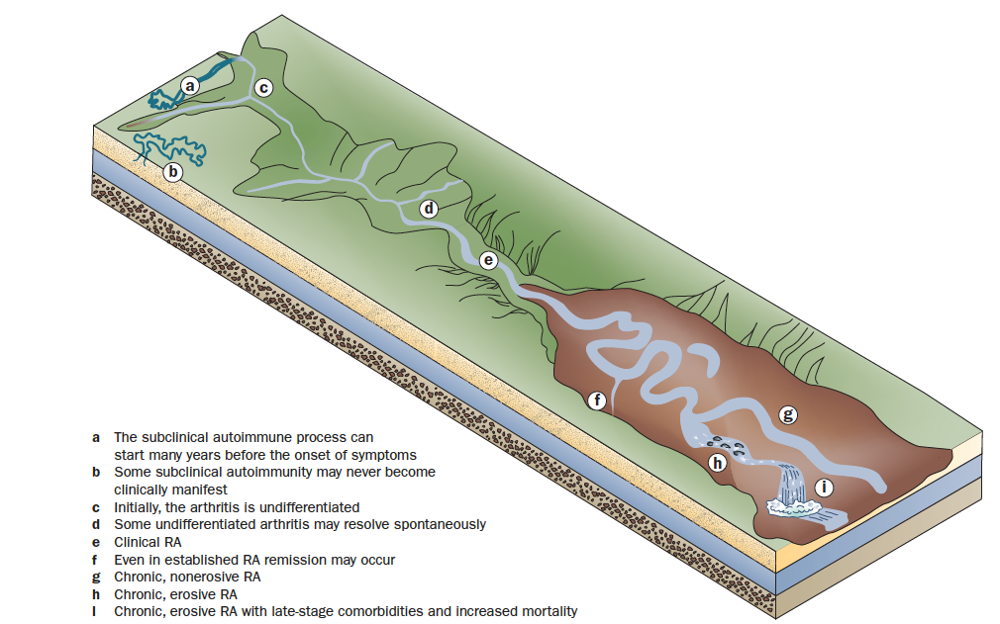 a
c
b
d
e
f
g
h
i
a The subclinical autoimmune process can
start many years before the onset of symptoms
b Some subclinical autoimmunity may never become
clinically manifest
c Initially, the arthritis is undifferentiated
d Some undifferentiated arthritis may resolve spontaneously
e Clinical RA
f Even in established RA remission may occur
g Chronic, nonerosive RA
h Chronic, erosive RA
I Chronic, erosive RA with late-stage comorbidities and increased mortality